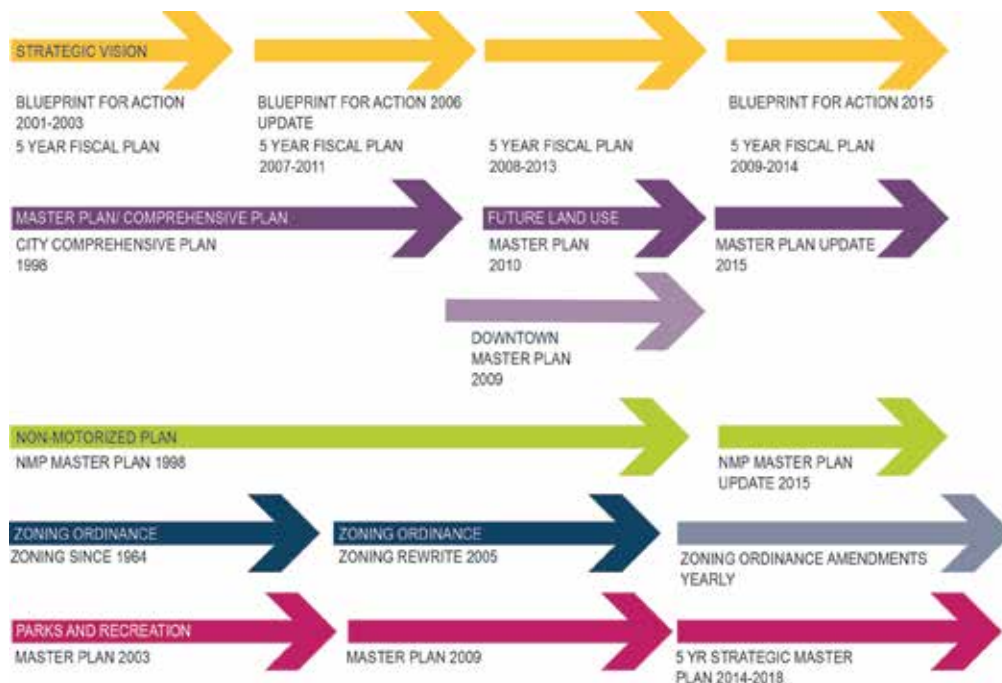 STRATEGIC VISION
BLUEPRINT FOR ACTION
2001-2003
5 YEAR FISCAL PLAN
BLUEPRINT FOR ACTION 2006
UPDATE
5 YEAR FISCAL PLAN
2007-2011
5 YEAR FISCAL PLAN
2008-2013
BLUEPRINT FOR ACTION 2015
5 YEAR FISCAL PLAN
2009-2014
MASTER PLAN/ COMPREHENSIVE PLAN
CITY COMPREHENSIVE PLAN
1998
FUTURE LAND USE
MASTER PLAN
2010
MASTER PLAN UPDATE
2015
DOWNTOWN
MASTER PLAN
2009
NON-MOTORIZED PLAN
NMP MASTER PLAN 1998
NMP MASTER PLAN
UPDATE 2015
ZONING ORDINANCE
ZONING SINCE 1964
ZONING ORDINANCE
ZONING REWRITE 2005
ZONING ORDINANCE AMENDMENTS
YEARLY
PARKS AND RECREATION
MASTER PLAN 2003
MASTER PLAN 2009
5 YR STRATEGIC MASTER
PLAN 2014-2018